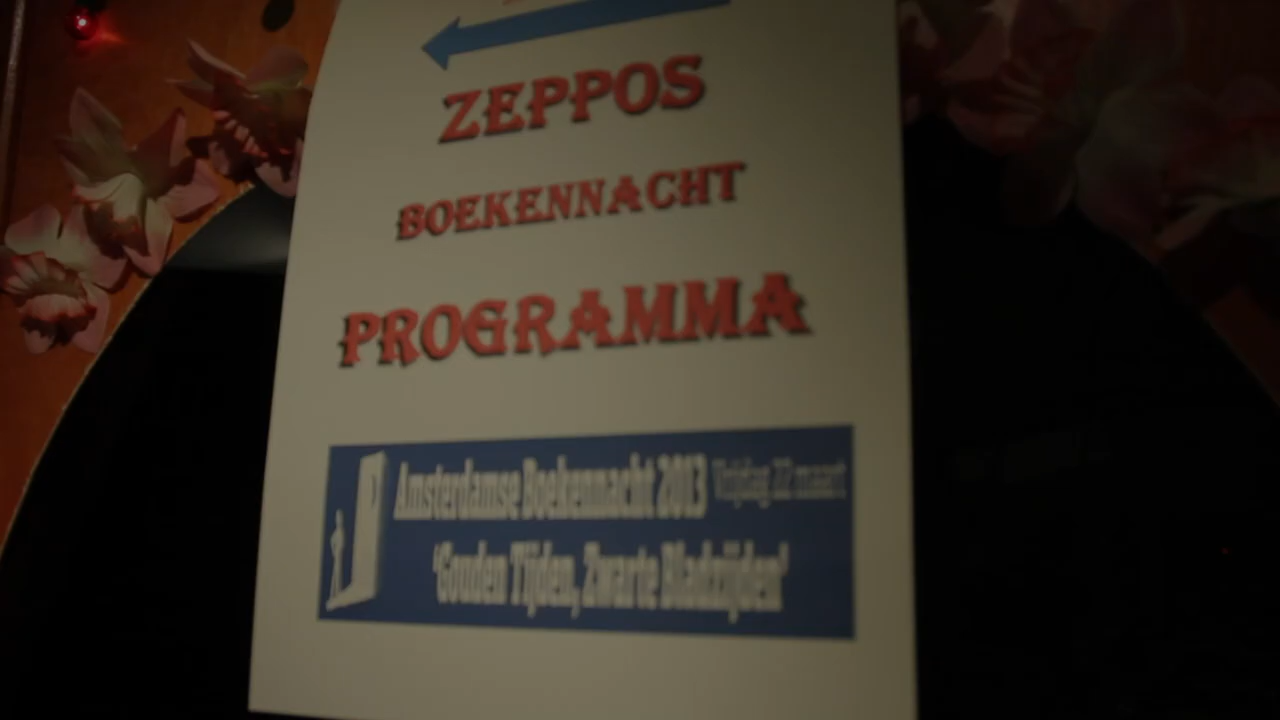 ZEPPOS
BOEKENNACHT
PROGRAMMA
Amsterdamse Boekennacht 2013 Vrijdag 22 maart
'Gouden Tijden, Zwarte Bladzijden'